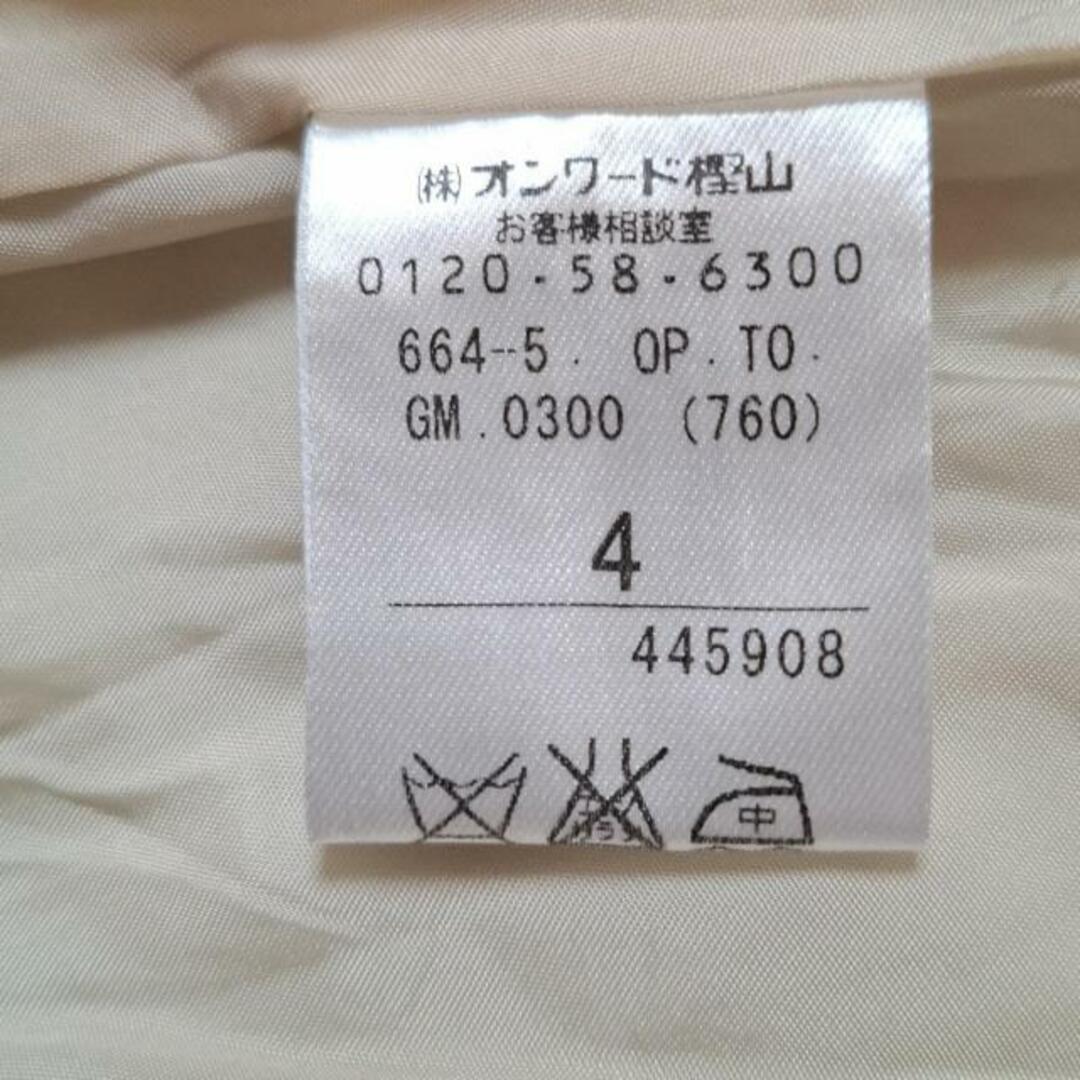 (株)オンワード樫山
お客様相談室
0120-58-6300
664--5. OP.TO.
GM.0300 (760)
4
445908
中